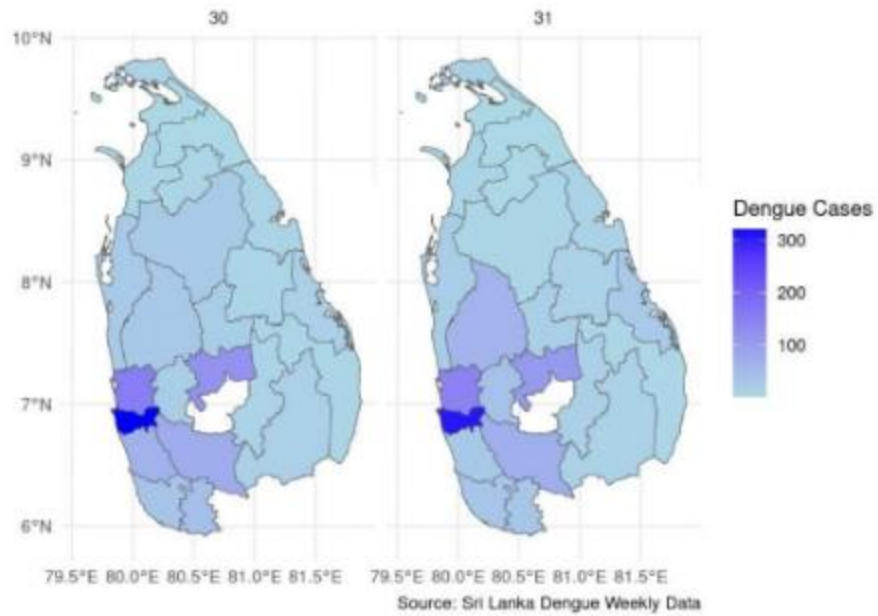 30 31
10°N
9°N
8°N
7°N
6°N
79.5°E 80.0°E 80.5°E 81.0°E 81.5°E 79.5°E 80.0°E 80.5°E 81.0°E 81.5°E
Dengue Cases
300
200
100
Source: Sri Lanka Dengue Weekly Data